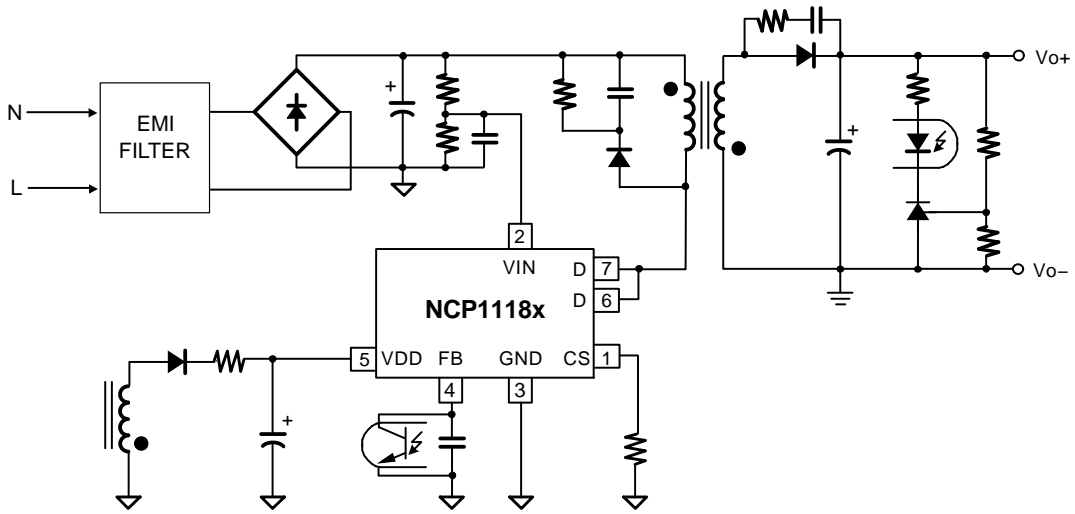 Vo+
N
EMI
FILTER
L
+
+
2
VIN
D 7
Vo−
D 6
NCP1118x
5 VDD FB GND CS 1
4 3
+